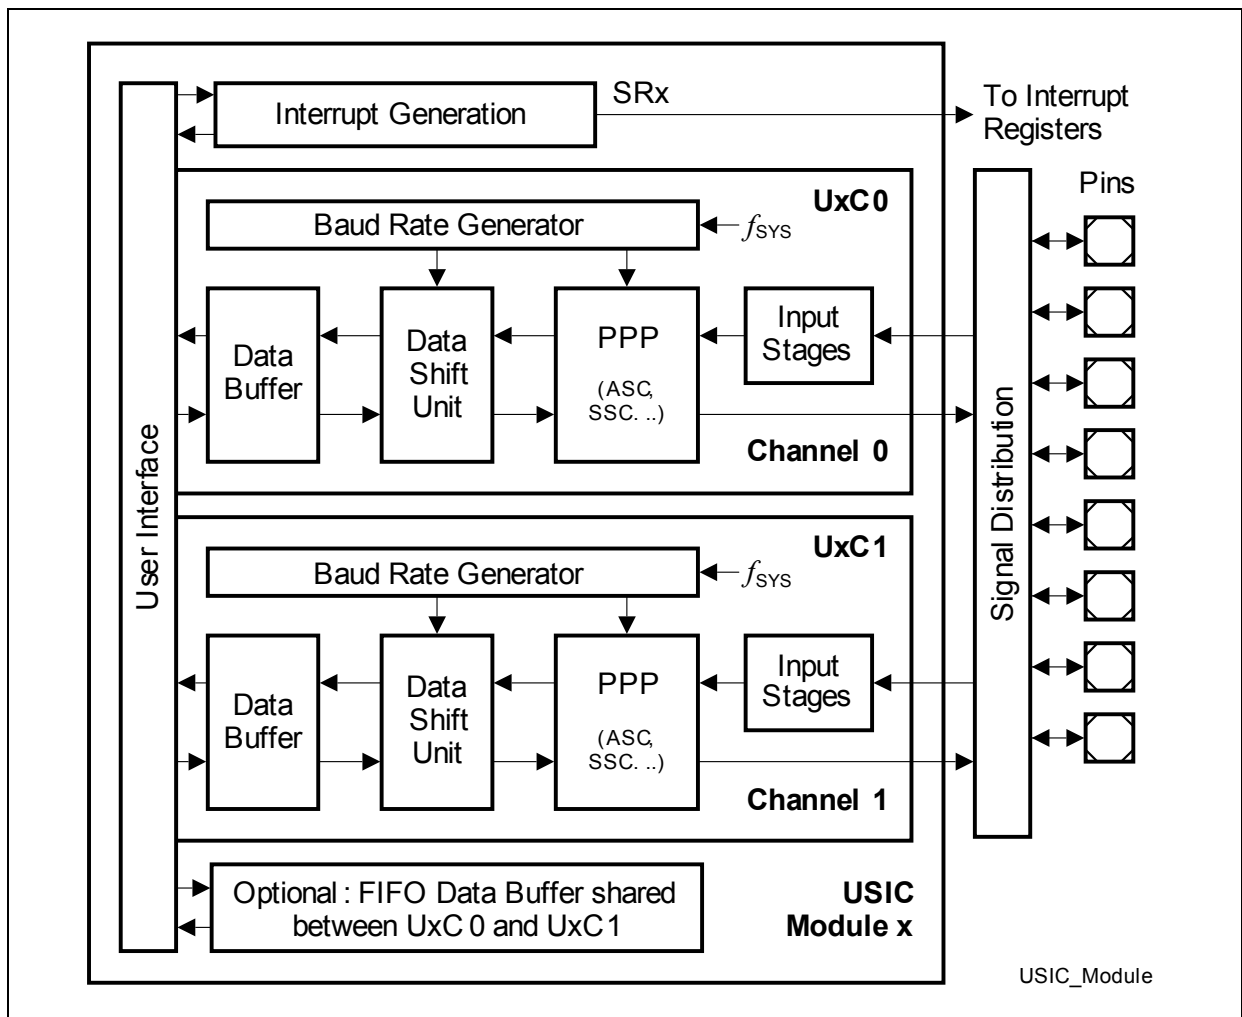 SRx
Interrupt Generation
To Interrupt
Registers
Pins
UxC0
Baud Rate Generator
fSYS
Data
Buffer
Data
Shift
Unit
PPP
(ASC,
SSC. ..)
Input
Stages
Channel 0
User Interface
Signal Distribution
UxC1
Baud Rate Generator
fSYS
Data
Buffer
Data
Shift
Unit
PPP
(ASC,
SSC. ..)
Input
Stages
Channel 1
Optional : FIFO Data Buffer shared
between UxC0 and UxC1
USIC
Module x
USIC_Module